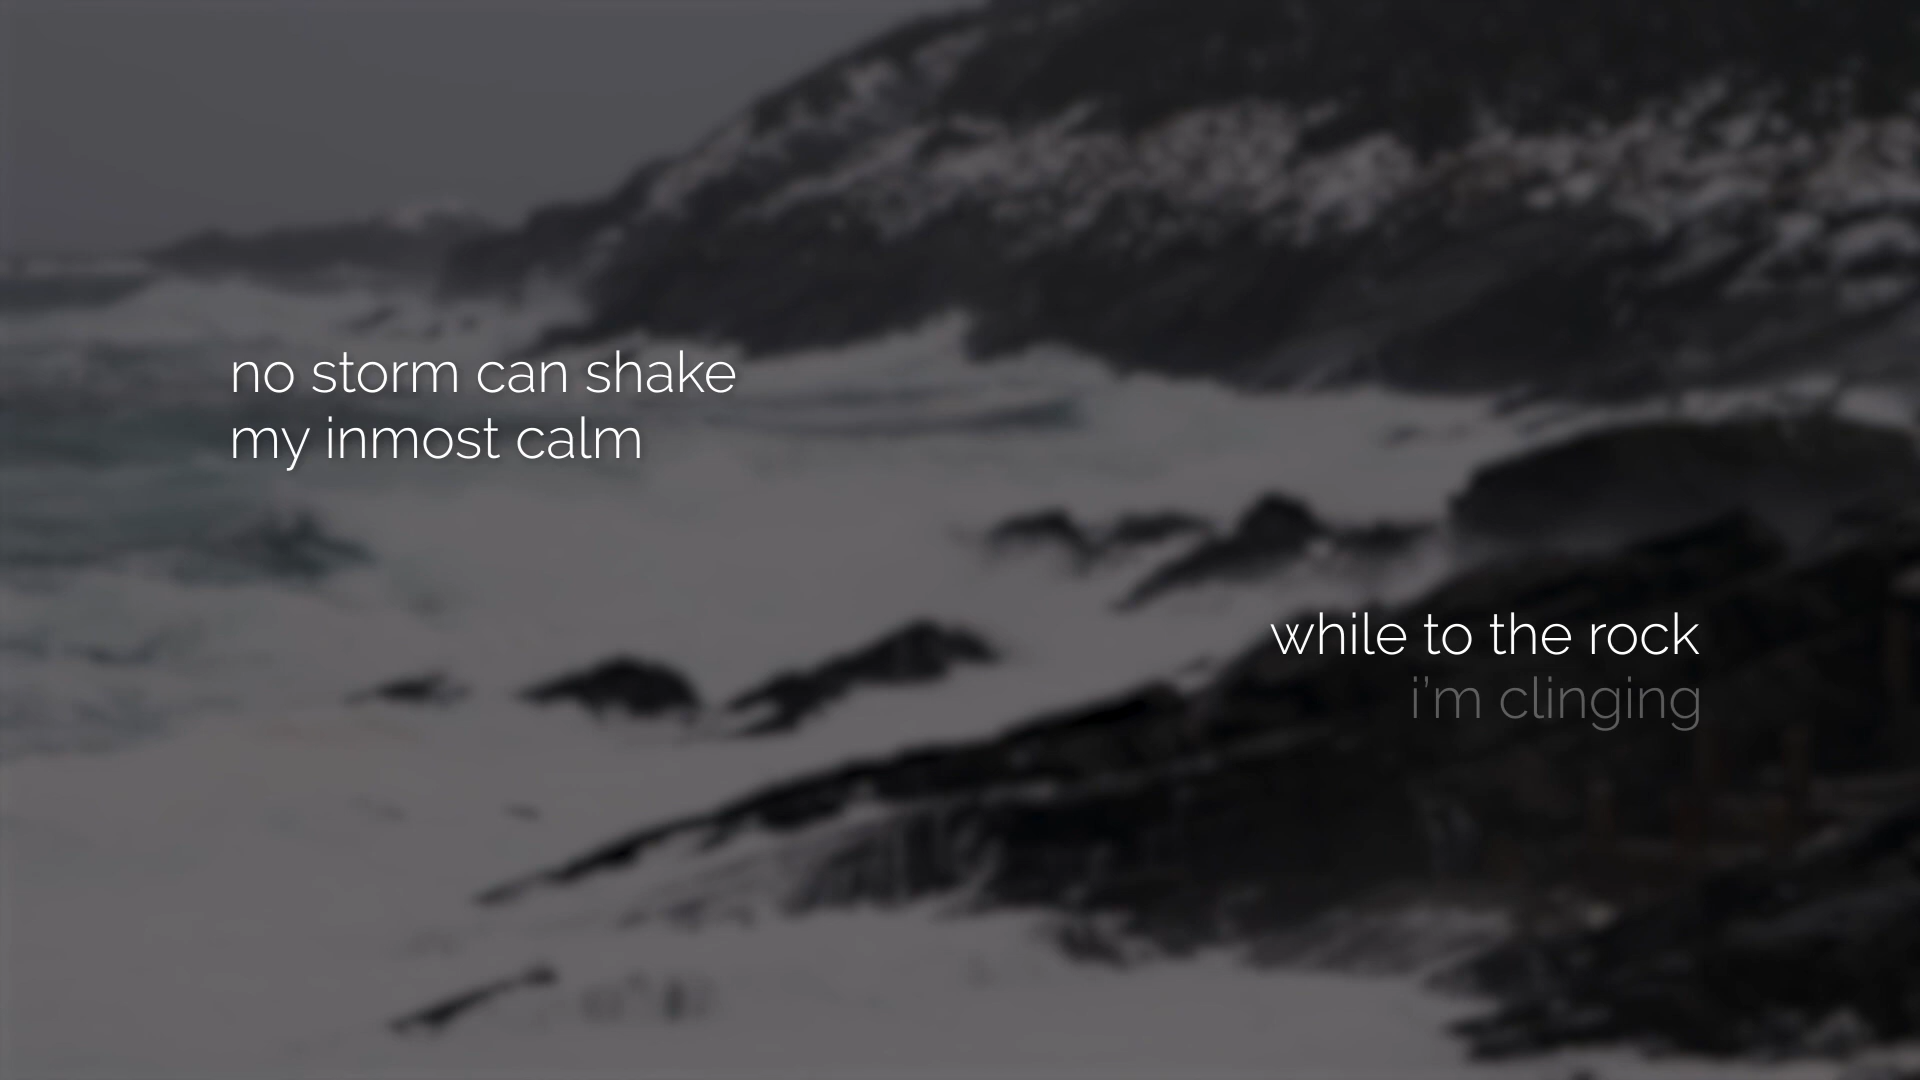 no storm can shake
my inmost calm
while to the rock
i’m clinging